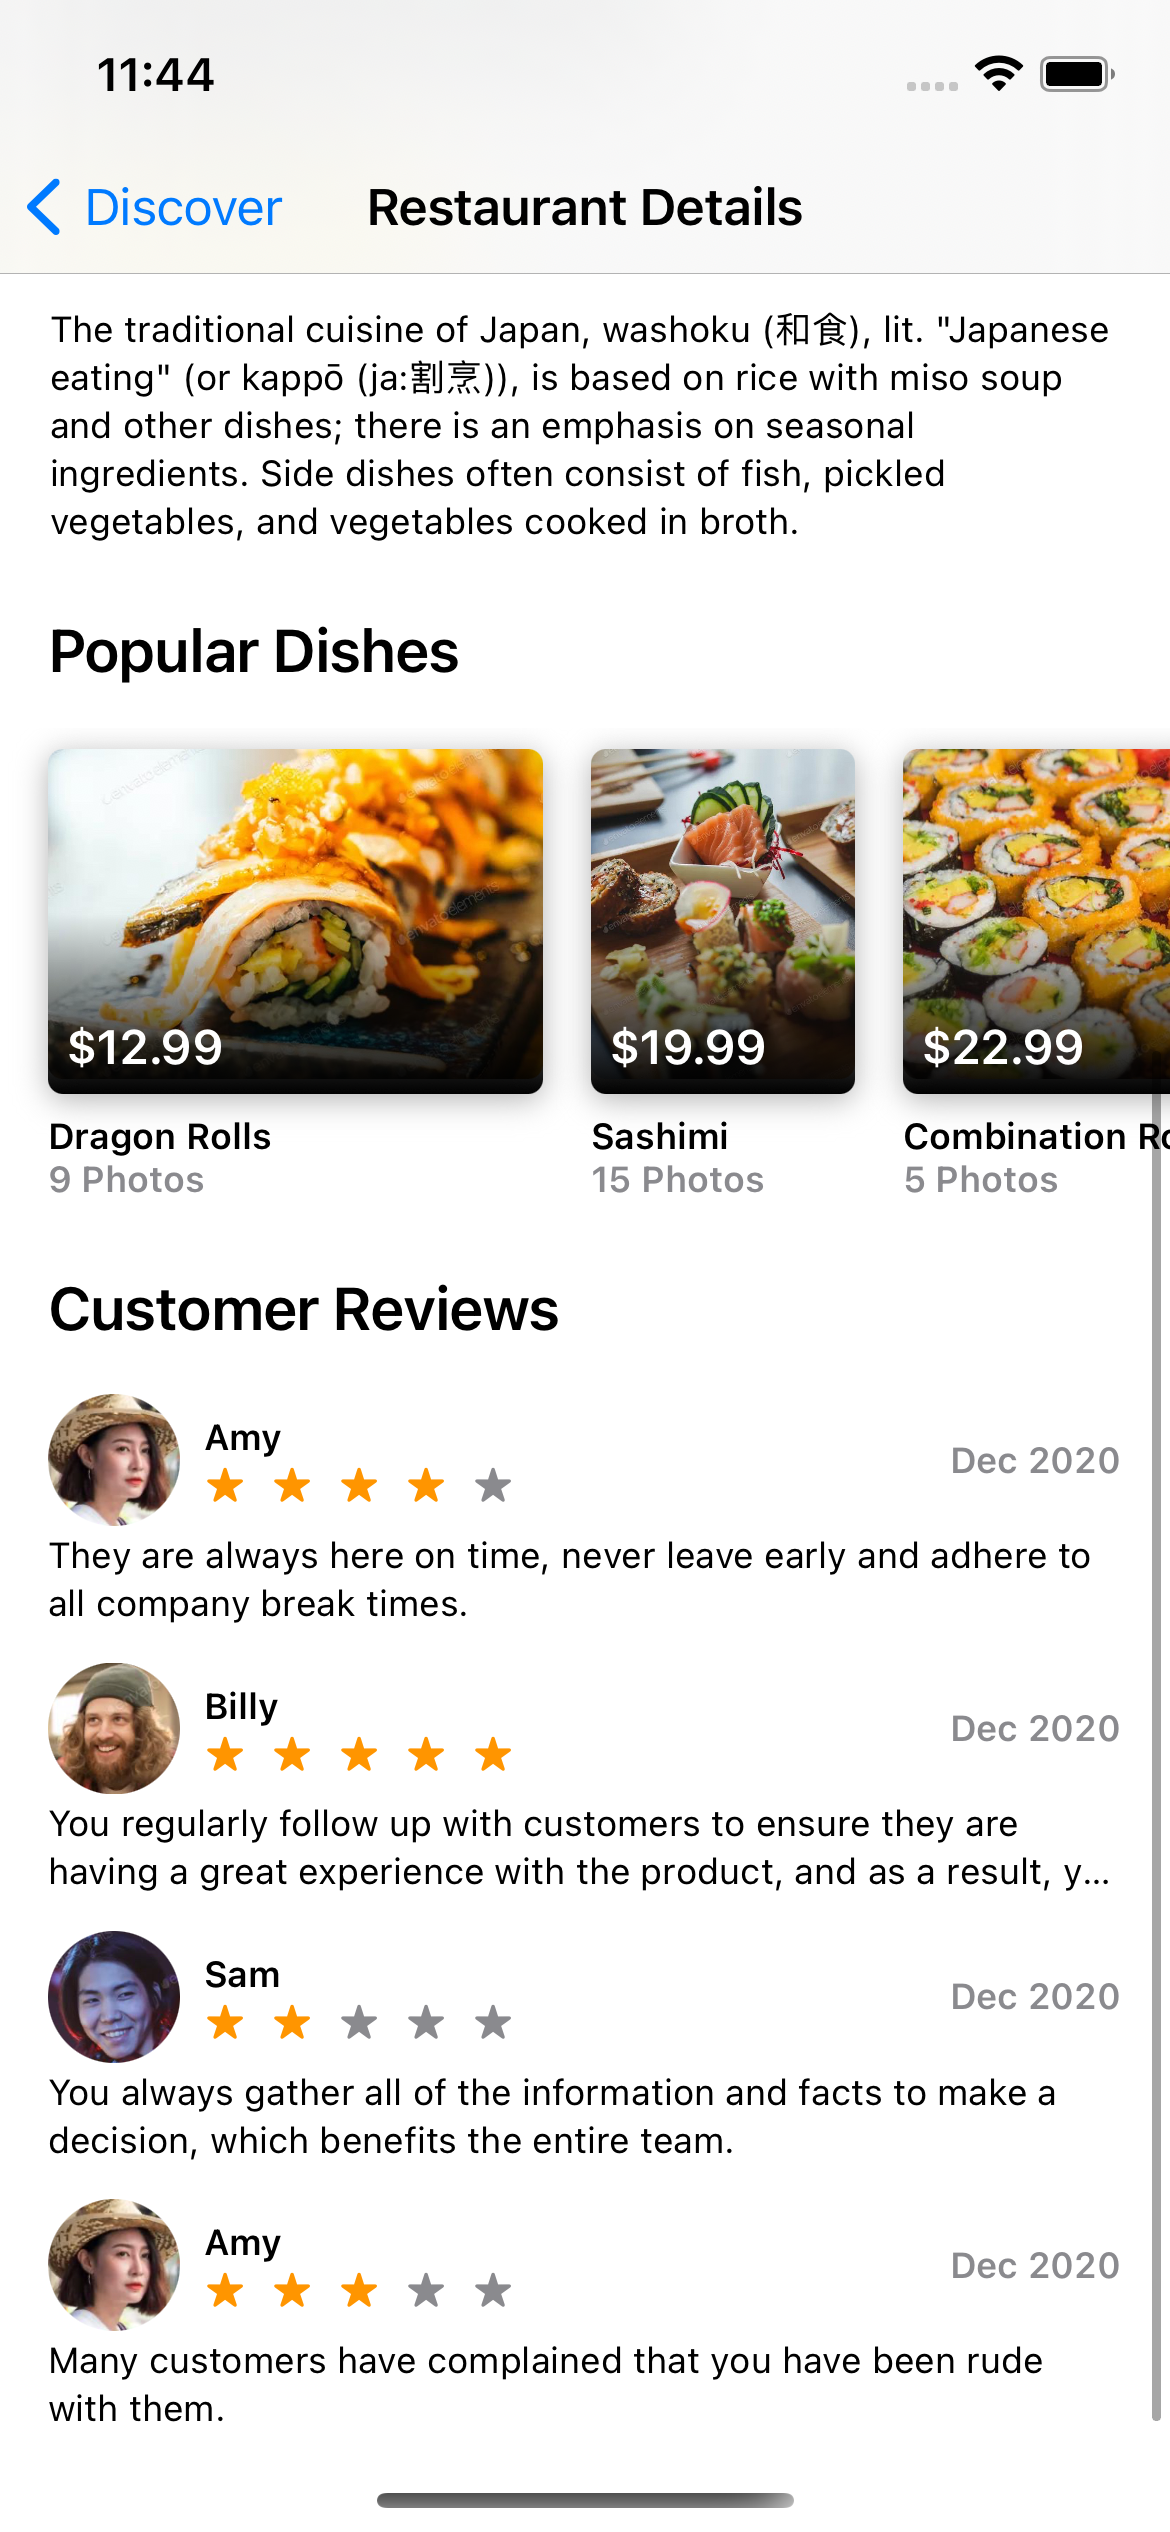 11:44
Discover
Restaurant Details
The traditional cuisine of Japan, washoku (和食), lit. "Japanese
eating" (or kappō (ja:割烹)), is based on rice with miso soup
and other dishes; there is an emphasis on seasonal
ingredients. Side dishes often consist of fish, pickled
vegetables, and vegetables cooked in broth.
Popular Dishes
$12.99
$19.99
$22.99
Dragon Rolls
Sashimi
Combination Ro
9 Photos
15 Photos
5 Photos
Customer Reviews
Amy
Dec 2020
They are always here on time, never leave early and adhere to
all company break times.
Billy
Dec 2020
You regularly follow up with customers to ensure they are
having a great experience with the product, and as a result, y...
Sam
Dec 2020
You always gather all of the information and facts to make a
decision, which benefits the entire team.
Amy
Dec 2020
Many customers have complained that you have been rude
with them.